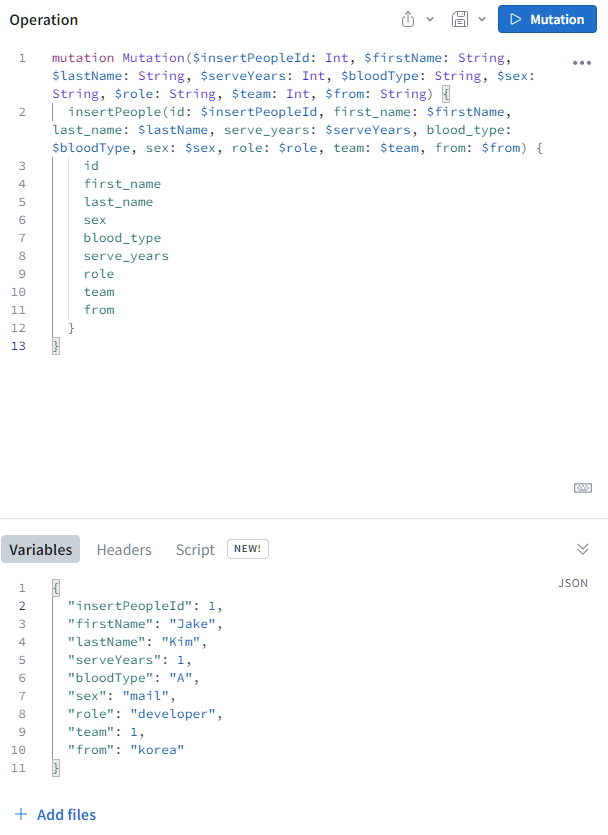 Operation
Mutation
1 mutation Mutation($insertPeopleId: Int, $firstName: String,
$lastName: String, $serveYears: Int, $bloodType: String, $sex:
String, $role: String, $team: Int, $from: String) {
2 insertPeople(id: $insertPeopleId, first_name: $firstName,
last_name: $lastName, serve_years: $serveYears, blood_type:
$bloodType, sex: $sex, role: $role, team: $team, from: $from) {
3 id
4 first_name
5 last_name
6 sex
7 blood_type
8 serve_years
9 role
10 team
11 from
12 }
13 }
Variables Headers Script NEW!
JSON
1 {
2 "insertPeopleId": 1,
3 "firstName": "Jake",
4 "lastName": "Kim",
5 "serveYears": 1,
6 "bloodType": "A",
7 "sex": "mail",
8 "role": "developer",
9 "team": 1,
10 "from": "korea"
11 }
+ Add files